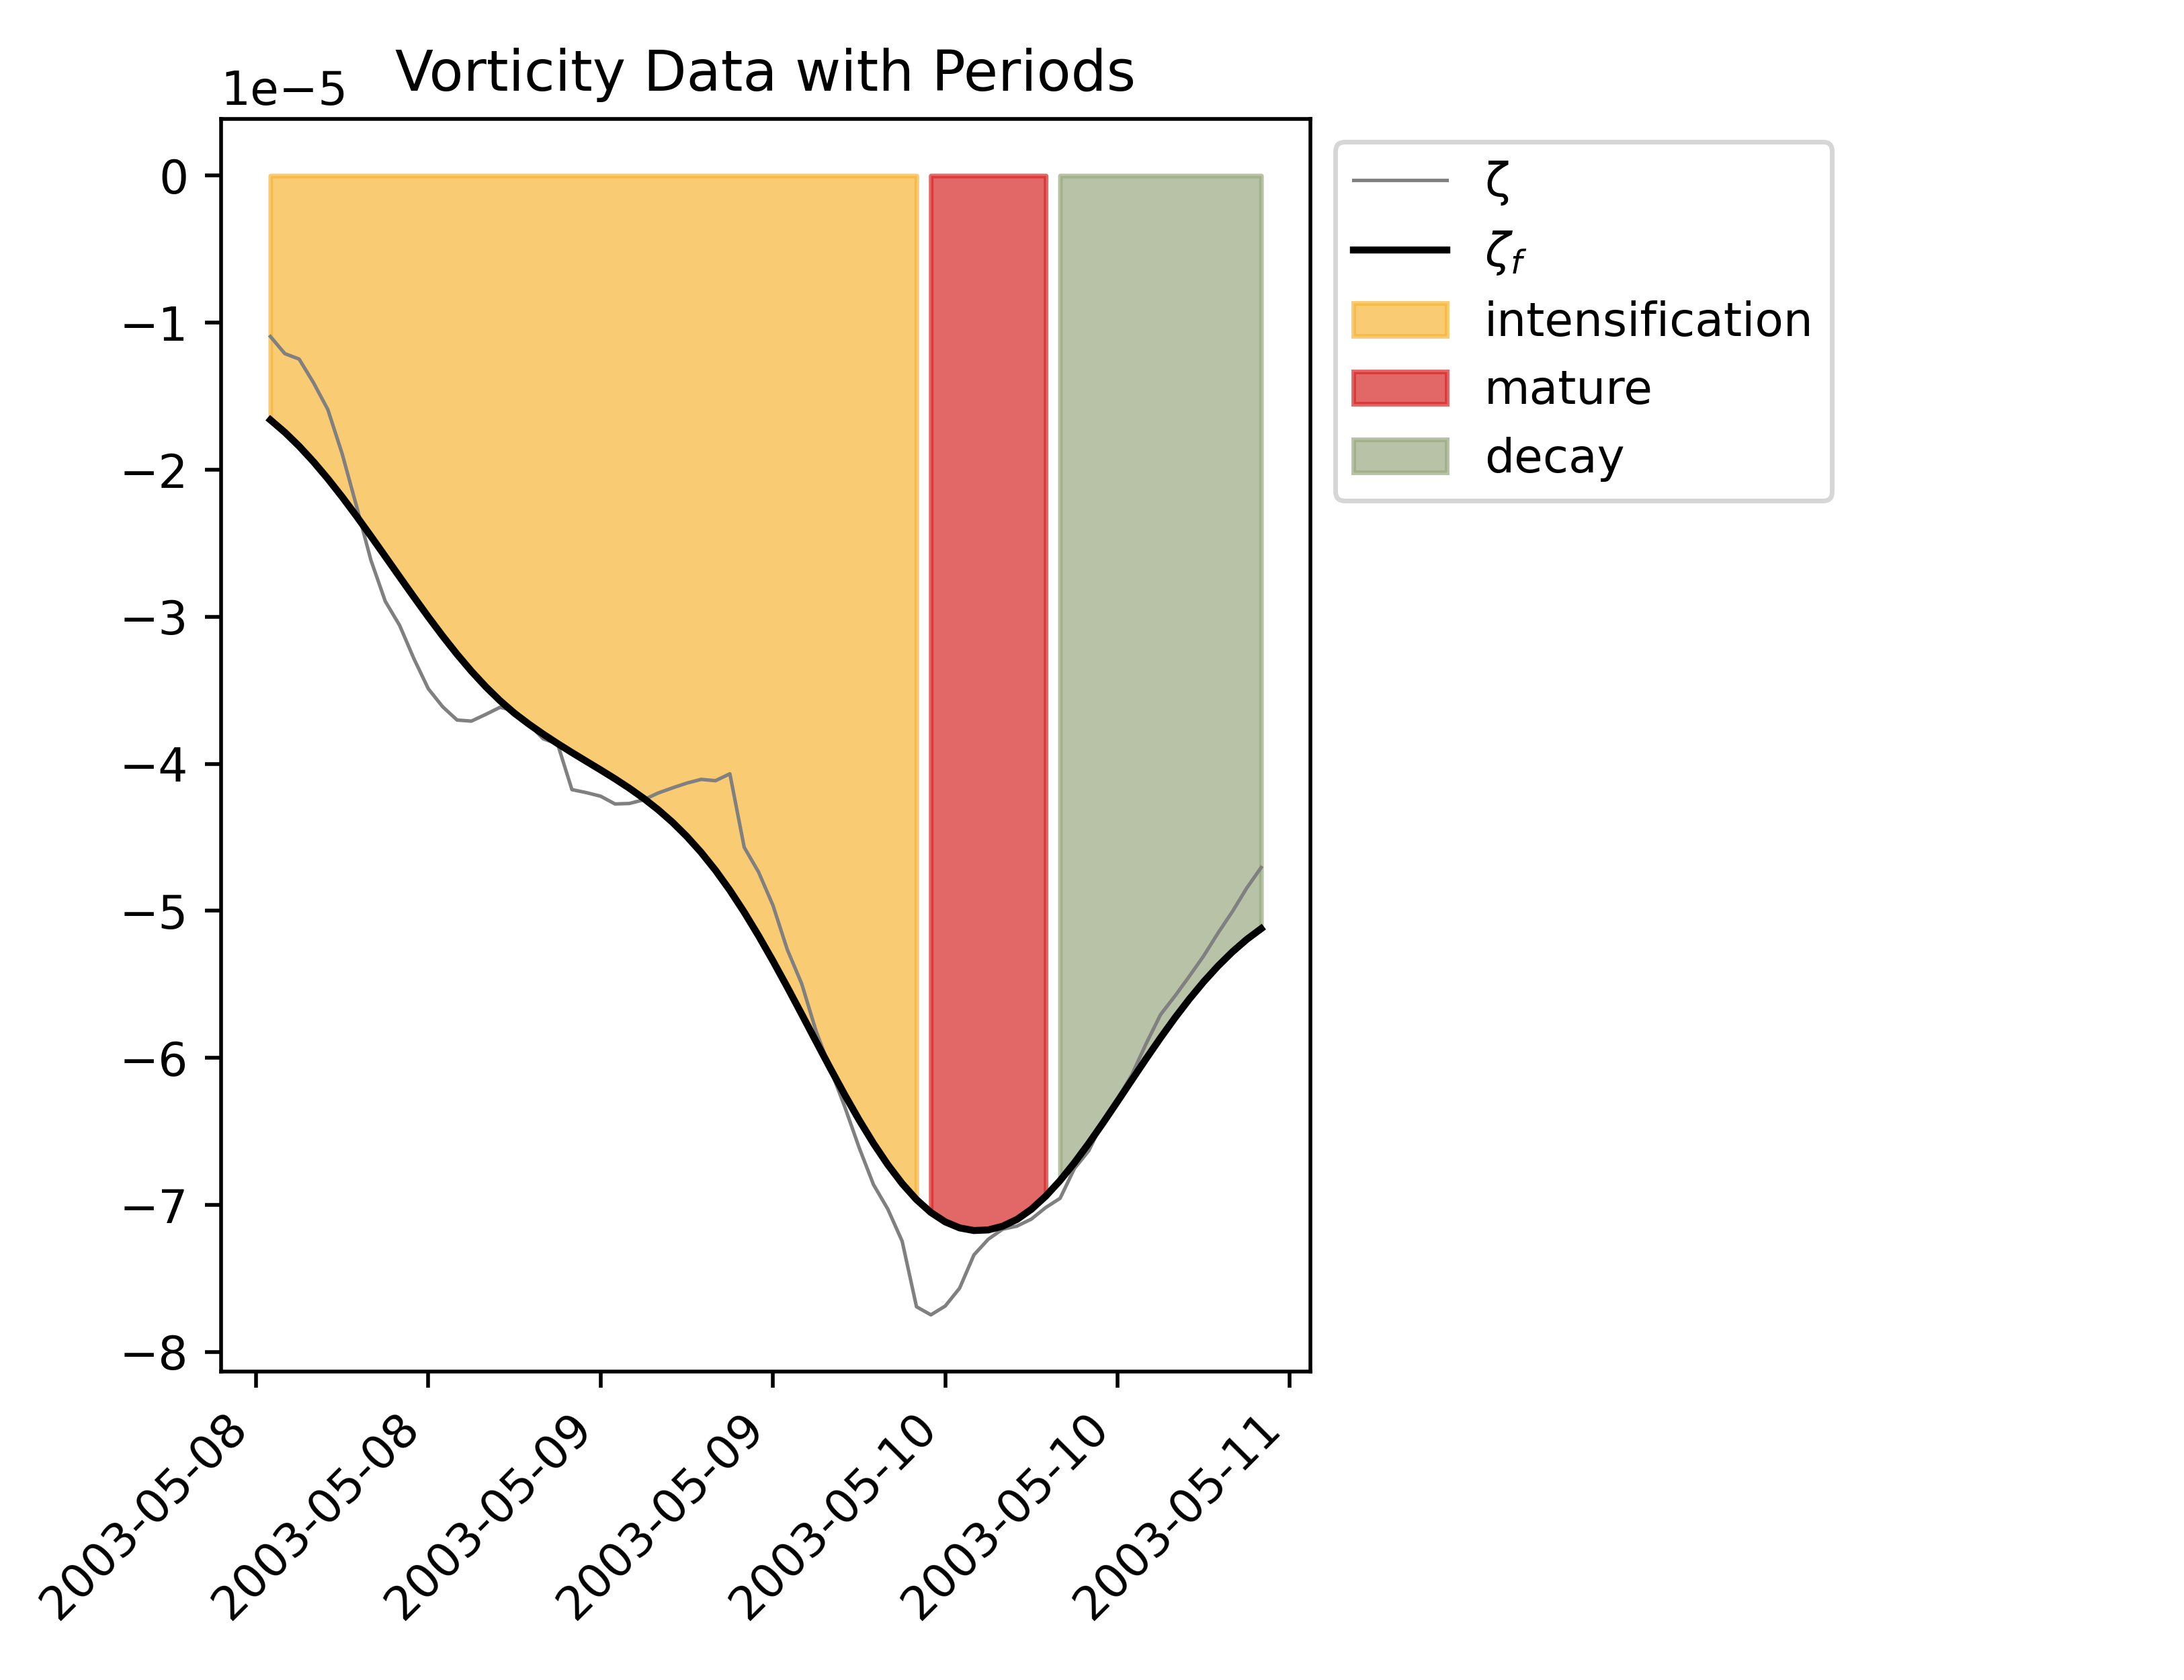 Vorticity Data with Periods
1e−5
0
−1
−2
−3
−4
−5
−6
−7
−8
2003-05-08
2003-05-08
2003-05-09
2003-05-09
2003-05-10
2003-05-10
2003-05-11
ζ
ζf
intensification
mature
decay